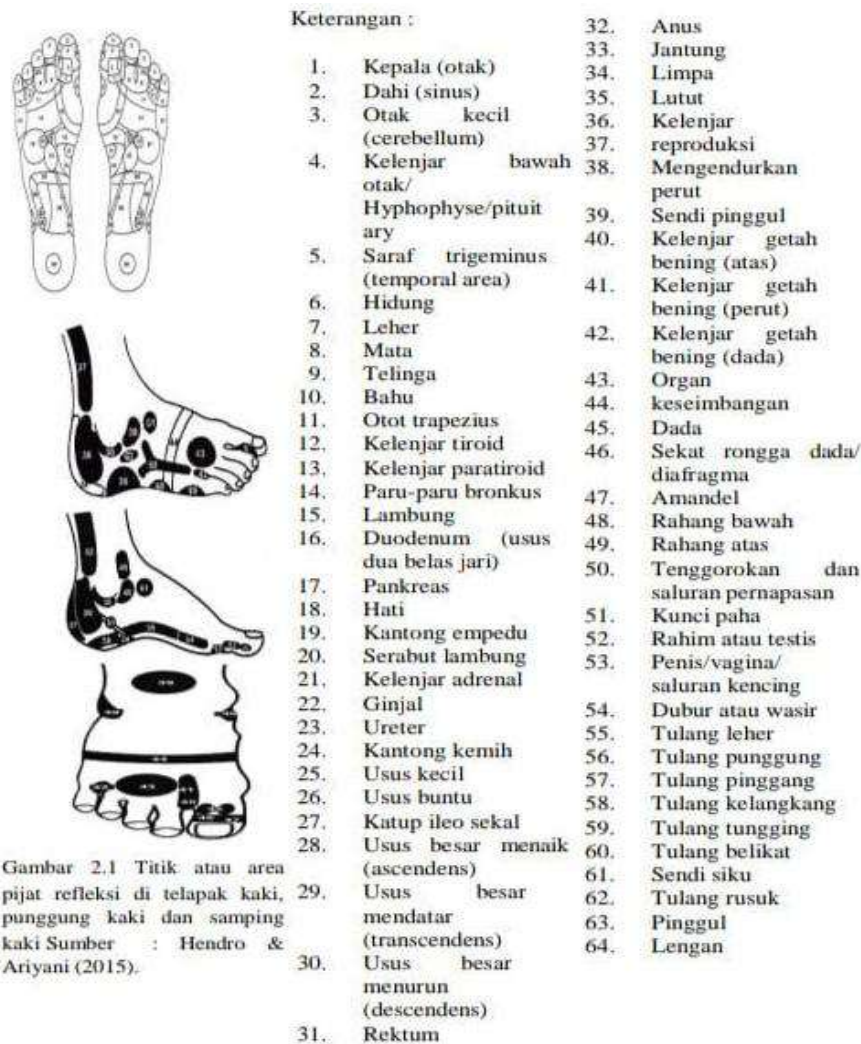 Keterangan :
1. Kepala (otak)
2. Dahi (sinus)
3. Otak kecil
(cerebellum)
4. Kelenjar bawah
otak/
Hyphophyse/pituit
ary
5. Saraf trigeminus
(temporal area)
6. Hidung
7. Leher
8. Mata
9. Telinga
10. Bahu
11. Otot trapezius
12. Kelenjar tiroid
13. Kelenjar paratiroid
14. Paru-paru bronkus
15. Lambung
16. Duodenum (usus
dua belas jari)
17. Pankreas
18. Hati
19. Kantong empedu
20. Serabut lambung
21. Kelenjar adrenal
22. Ginjal
23. Ureter
24. Kantong kemih
25. Usus kecil
26. Usus buntu
27. Katup ileo sekal
28. Usus besar menaik
(ascendens)
29. Usus besar
mendatar
(transcendens)
30. Usus besar
menurun
(descendens)
31. Rektum
32. Anus
33. Jantung
34. Limpa
35. Lutut
36. Kelenjar
37. reproduksi
38. Mengendurkan
perut
39. Sendi pinggul
40. Kelenjar getah
bening (atas)
41. Kelenjar getah
bening (perut)
42. Kelenjar getah
bening (dada)
43. Organ
44. keseimbangan
45. Dada
46. Sekat rongga dada/
diafragma
47. Amandel
48. Rahang bawah
49. Rahang atas
50. Tenggorokan dan
saluran pernapasan
51. Kunci paha
52. Rahim atau testis
53. Penis/vagina/
saluran kencing
54. Dubur atau wasir
55. Tulang leher
56. Tulang punggung
57. Tulang pinggang
58. Tulang kelangkang
59. Tulang tungging
60. Tulang belikat
61. Sendi siku
62. Tulang rusuk
63. Pinggul
64. Lengan
Gambar 2.1 Titik atau area
pijat refleksi di telapak kaki,
punggung kaki dan samping
kaki Sumber : Hendro &
Ariyani (2015).